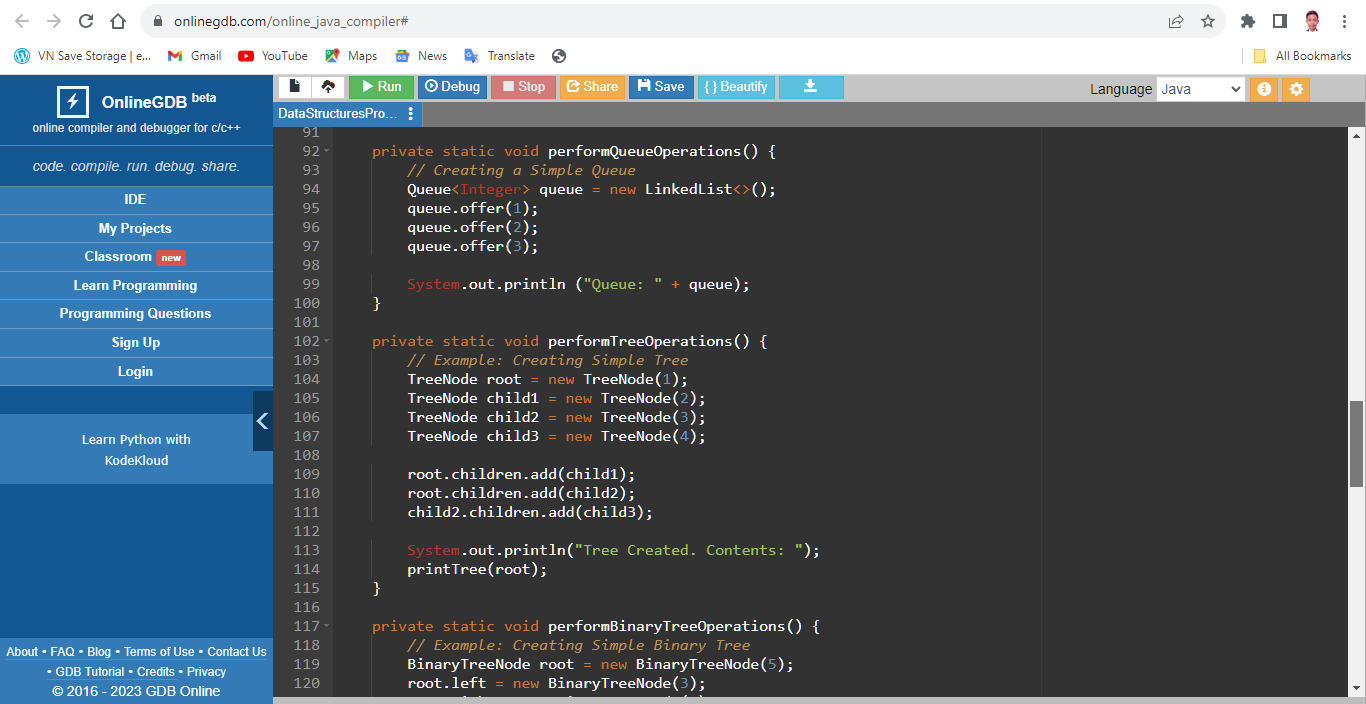 onlinegdb.com/online_java_compiler#
VN Save Storage | e... Gmail YouTube Maps News Translate All Bookmarks
OnlineGDB beta
online compiler and debugger for c/c++
code. compile. run. debug. share.
IDE
My Projects
Classroom new
Learn Programming
Programming Questions
Sign Up
Login
Learn Python with
KodeKloud
About • FAQ • Blog • Terms of Use • Contact Us
• GDB Tutorial • Credits • Privacy
© 2016 - 2023 GDB Online
Run Debug Stop Share Save { } Beautify Language Java
DataStructuresPro...
91
92 private static void performQueueOperations() {
93 // Creating a Simple Queue
94 Queue<Integer> queue = new LinkedList<>();
95 queue.offer(1);
96 queue.offer(2);
97 queue.offer(3);
98
99 System.out.println ("Queue: " + queue);
100 }
101
102 private static void performTreeOperations() {
103 // Example: Creating Simple Tree
104 TreeNode root = new TreeNode(1);
105 TreeNode child1 = new TreeNode(2);
106 TreeNode child2 = new TreeNode(3);
107 TreeNode child3 = new TreeNode(4);
108
109 root.children.add(child1);
110 root.children.add(child2);
111 child2.children.add(child3);
112
113 System.out.println("Tree Created. Contents: ");
114 printTree(root);
115 }
116
117 private static void performBinaryTreeOperations() {
118 // Example: Creating Simple Binary Tree
119 BinaryTreeNode root = new BinaryTreeNode(5);
120 root.left = new BinaryTreeNode(3);